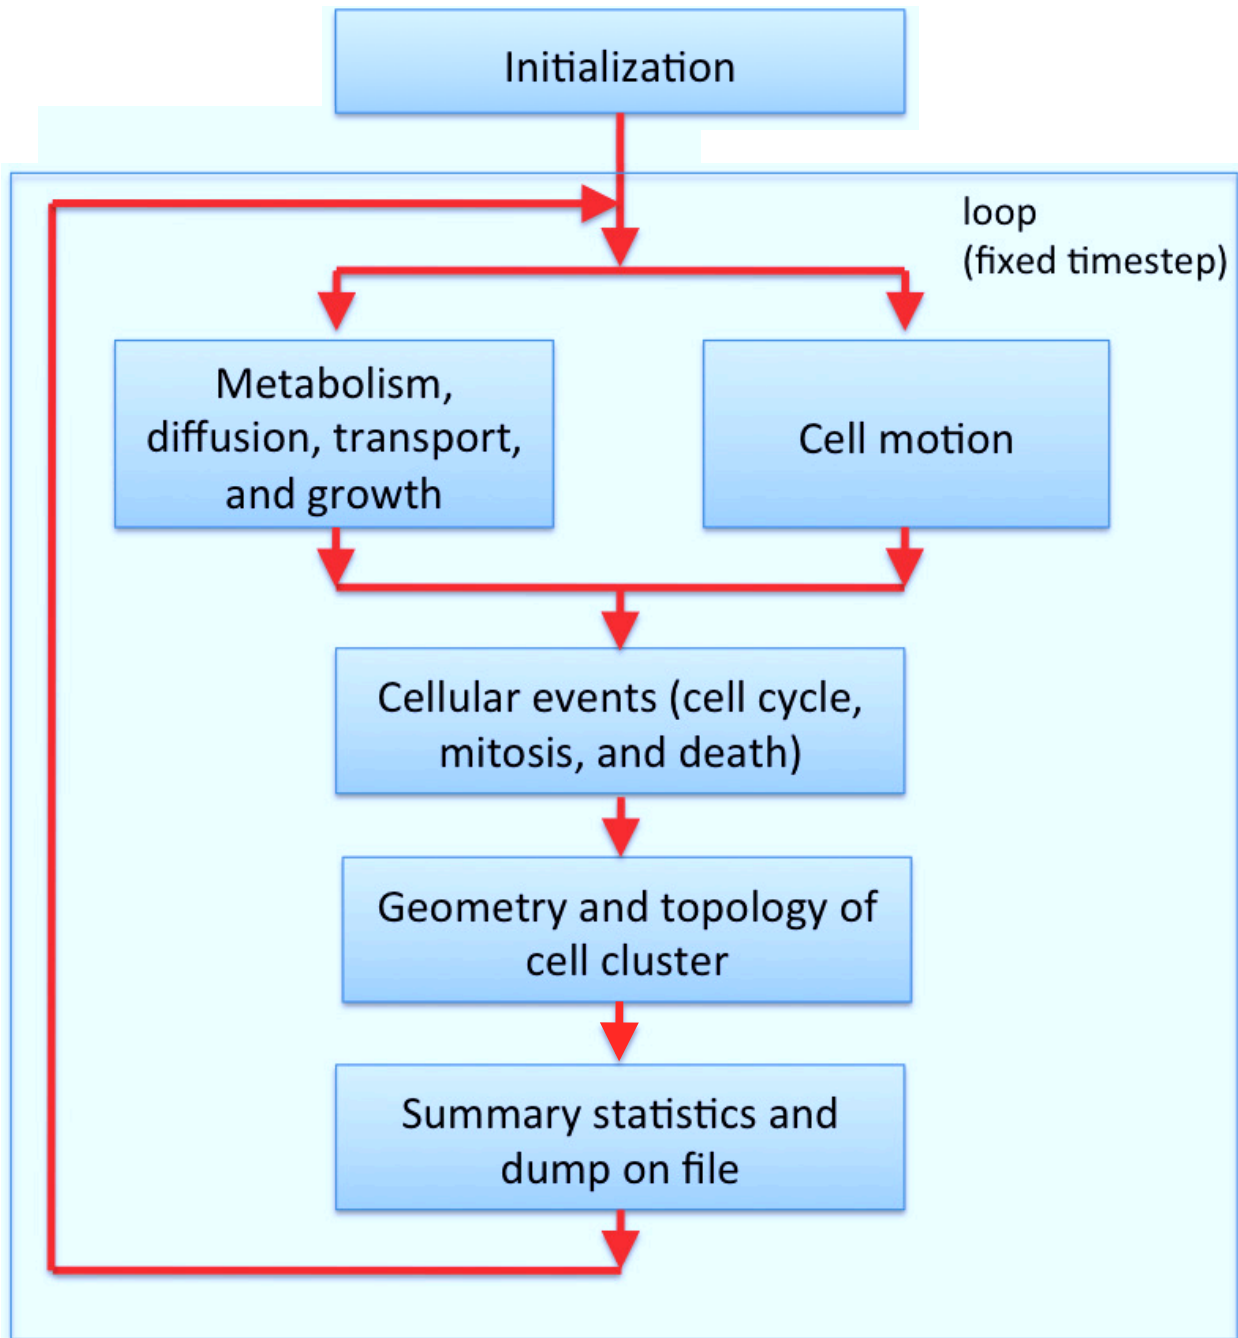 Initialization
loop
(fixed timestep)
Metabolism,
diffusion, transport,
and growth
Cell motion
Cellular events (cell cycle,
mitosis, and death)
Geometry and topology of
cell cluster
Summary statistics and
dump on file